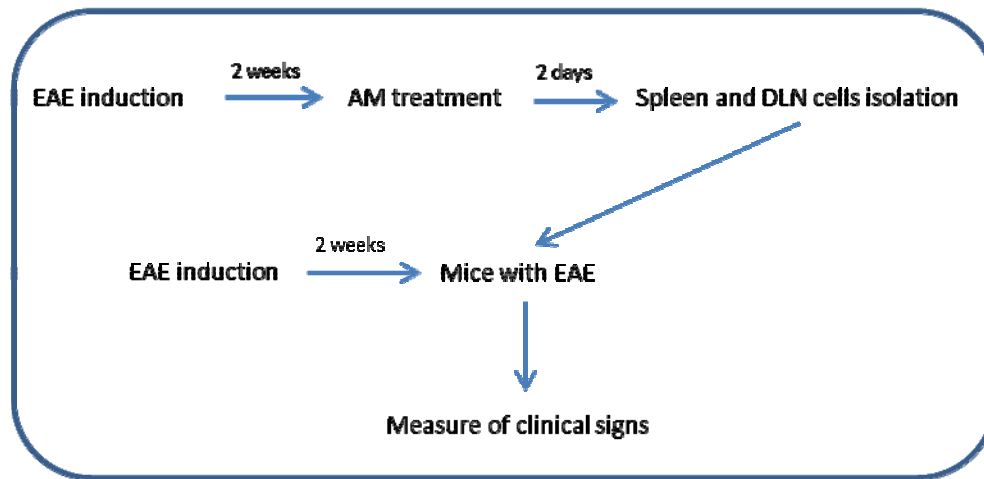 2 weeks
2 days
EAE induction
AM treatment
Spleen and DLN cells isolation
2 weeks
EAE induction
Mice with EAE
Measure of clinical signs